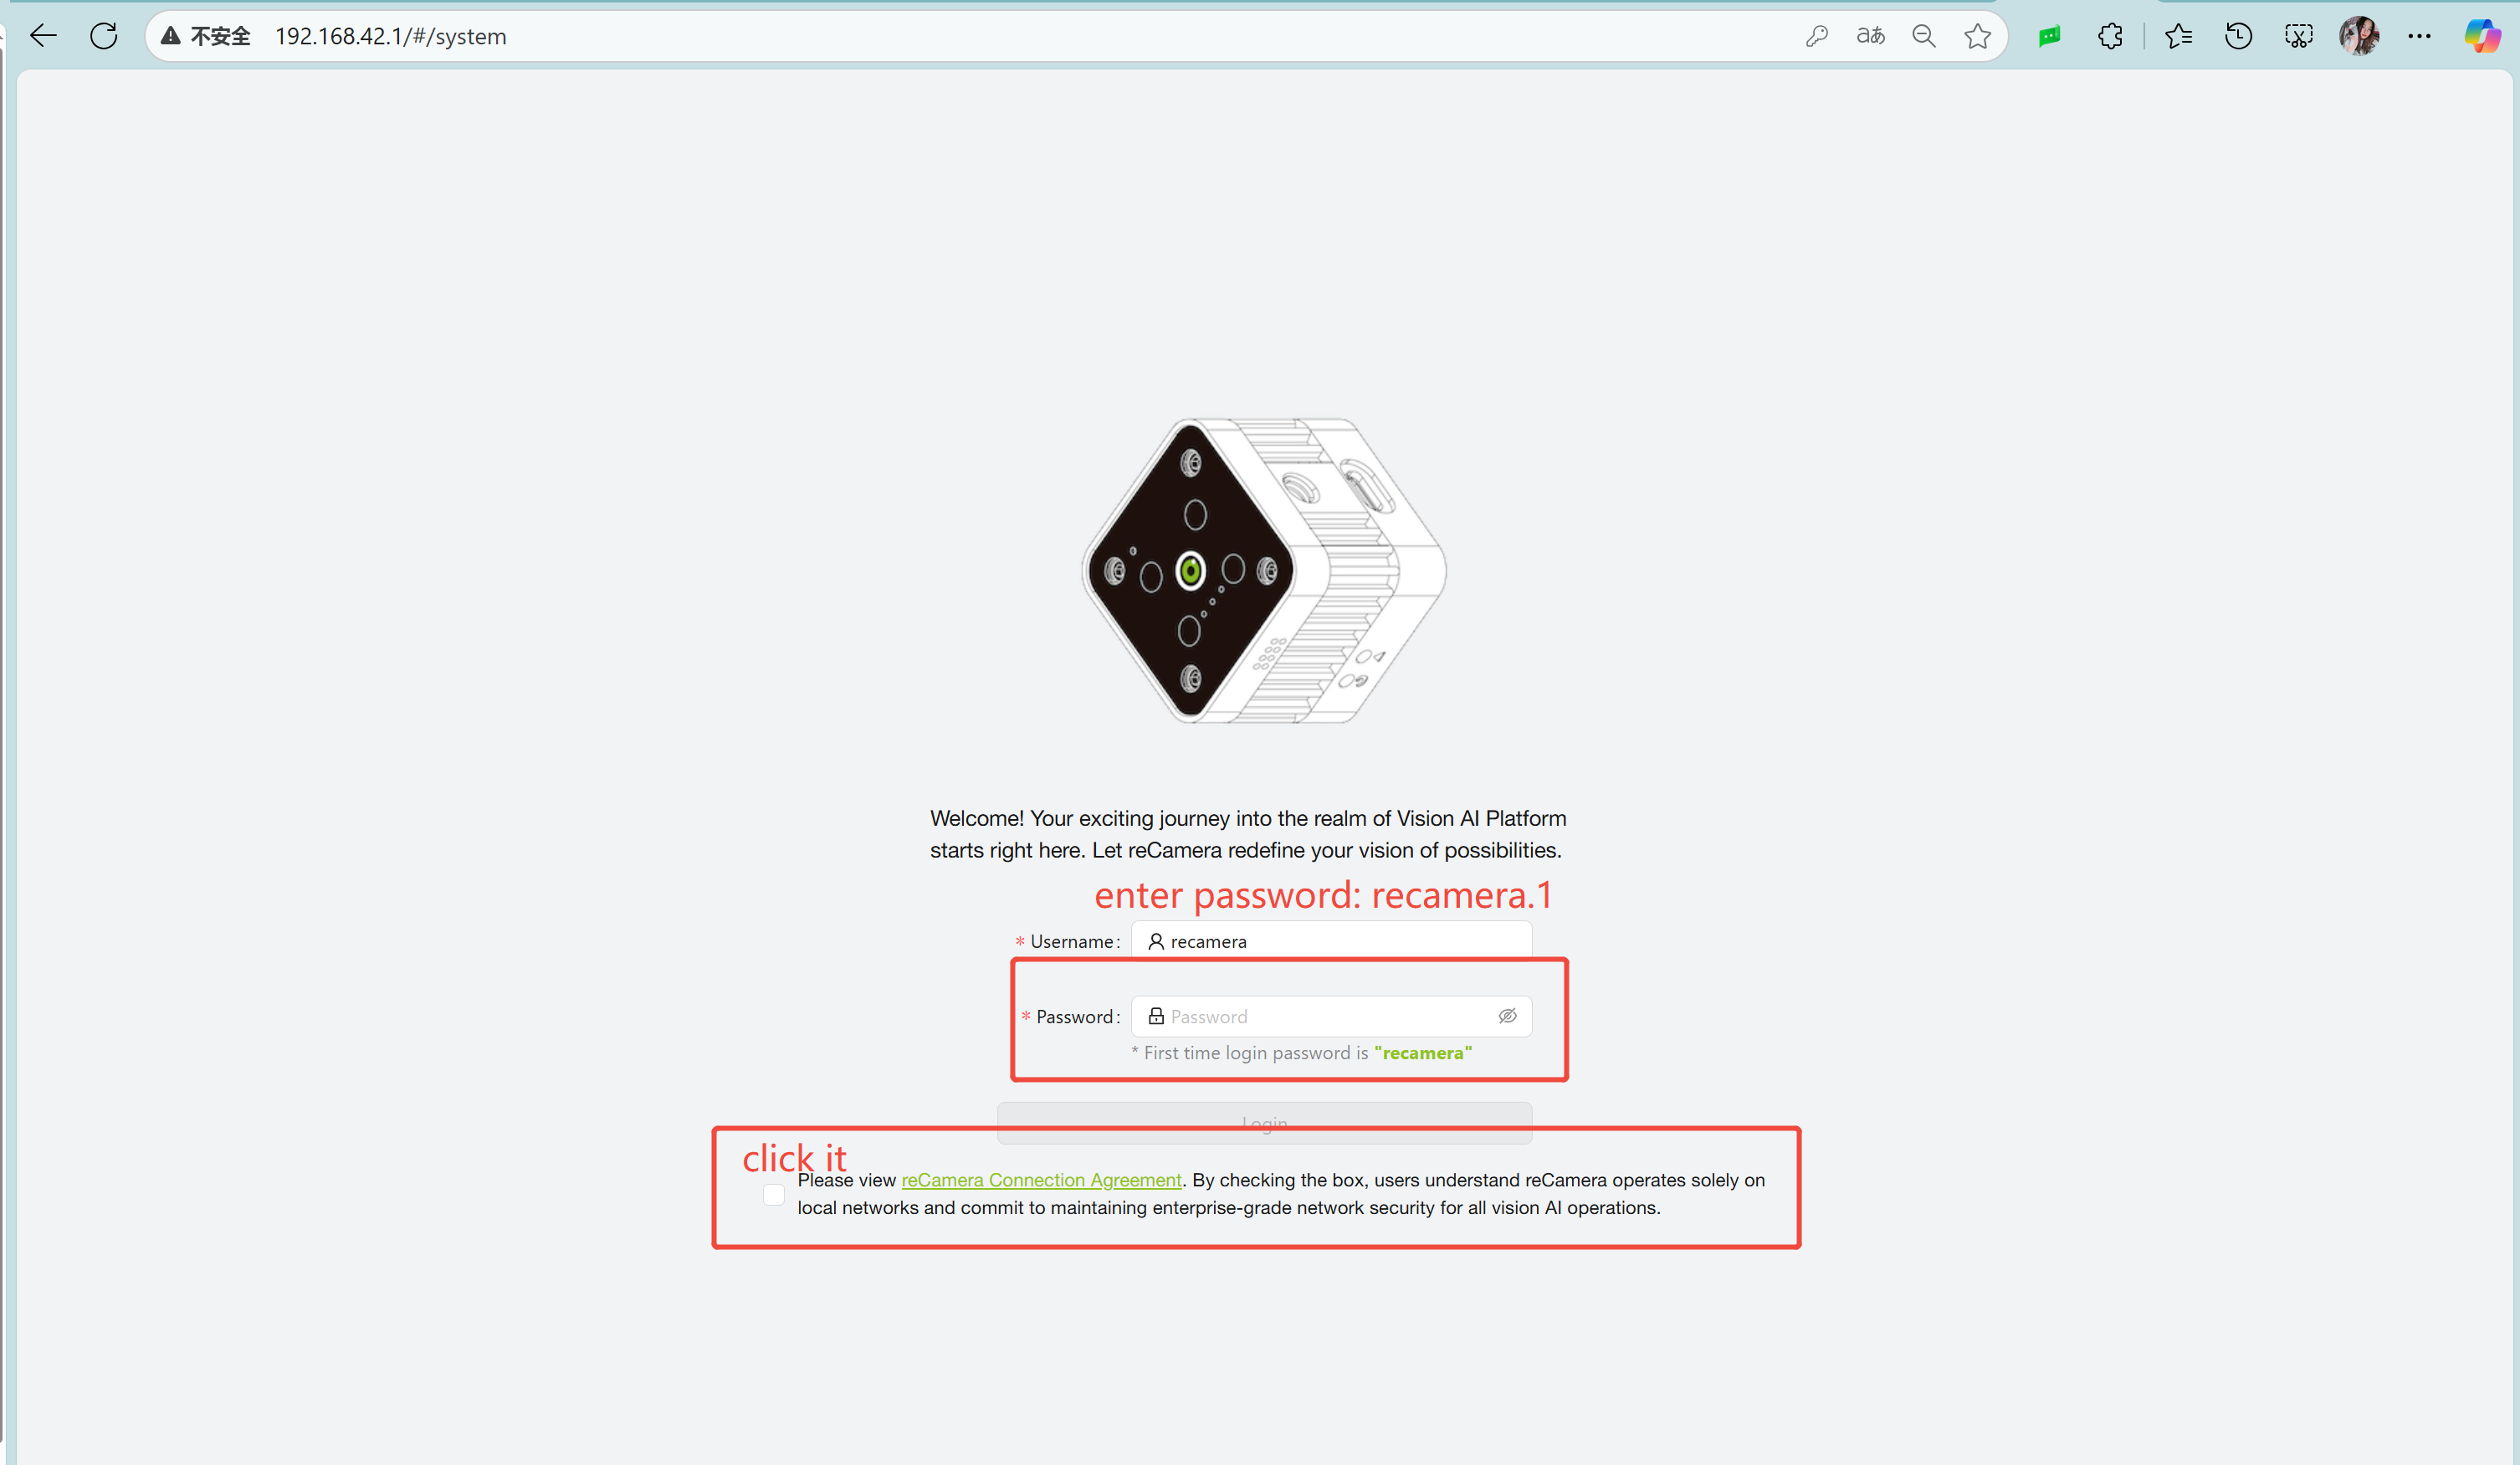 不安全 192.168.42.1/#/system aあ
Welcome! Your exciting journey into the realm of Vision AI Platform
starts right here. Let reCamera redefine your vision of possibilities.
enter password: recamera.1
* Username: recamera
* Password: Password
* First time login password is "recamera"
Login
click it
Please view reCamera Connection Agreement. By checking the box, users understand reCamera operates solely on
local networks and commit to maintaining enterprise-grade network security for all vision AI operations.